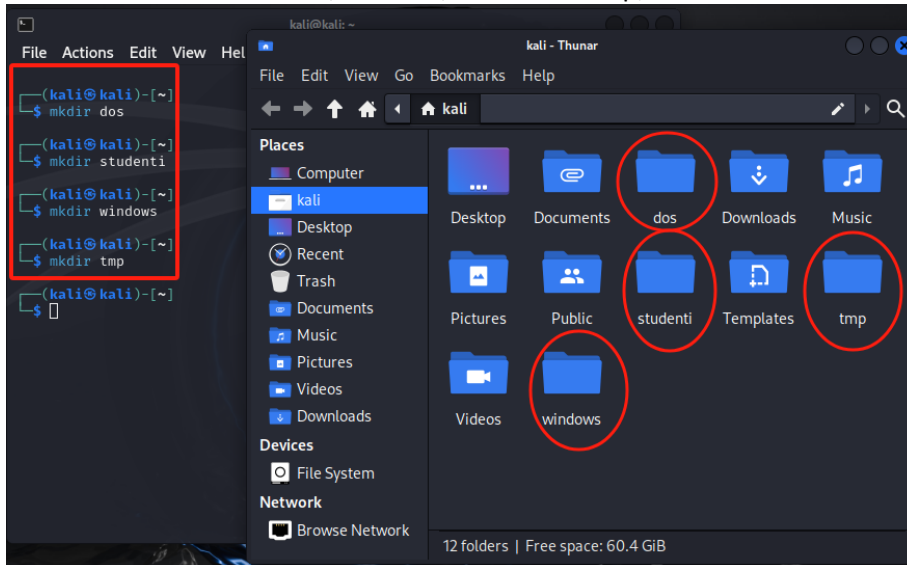 kali@kali: ~
File Actions Edit View Hel
┌──(kali㉿kali)-[~]
└─$ mkdir dos
┌──(kali㉿kali)-[~]
└─$ mkdir studenti
┌──(kali㉿kali)-[~]
└─$ mkdir windows
┌──(kali㉿kali)-[~]
└─$ mkdir tmp
┌──(kali㉿kali)-[~]
└─$
kali - Thunar
File Edit View Go Bookmarks Help
kali
Places
Computer
kali
Desktop
Recent
Trash
Documents
Music
Pictures
Videos
Downloads
Devices
File System
Network
Browse Network
Desktop Documents dos Downloads Music
Pictures Public studenti Templates tmp
Videos windows
12 folders | Free space: 60.4 GiB